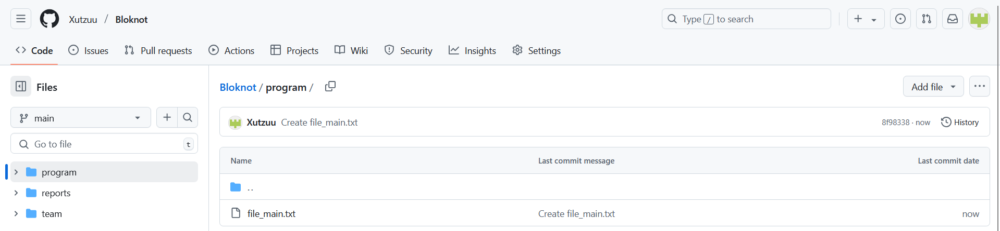 Xutzuu / Bloknot
Type / to search
Code Issues Pull requests Actions Projects Wiki Security Insights Settings
Files
main
Go to file t
program
reports
team
Bloknot / program /
Add file
Xutzuu Create file_main.txt
8f98338 · now History
Name Last commit message Last commit date
..
file_main.txt Create file_main.txt now